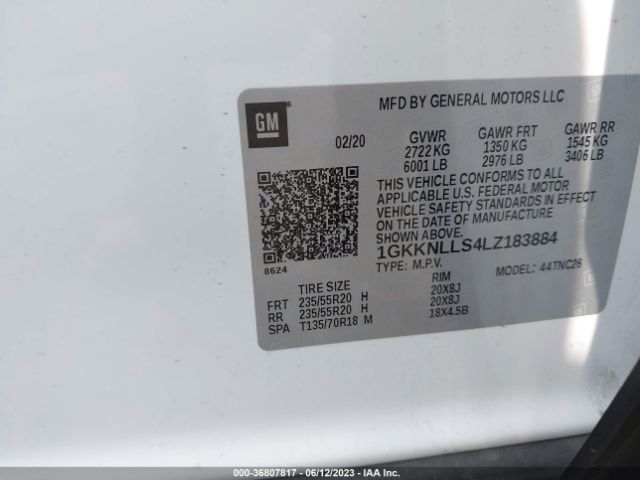 MFD BY GENERAL MOTORS LLC
GM
02/20
GVWR GAWR FRT GAWR RR
2722 KG 1350 KG 1545 KG
6001 LB 2976 LB 3406 LB
THIS VEHICLE CONFORMS TO ALL
APPLICABLE U.S. FEDERAL MOTOR
VEHICLE SAFETY STANDARDS IN EFFECT
ON THE DATE OF MANUFACTURE
SHOWN ABOVE.
1GKKNLLS4LZ183884
TYPE: M.P.V. MODEL: 44TNC26
8624
TIRE SIZE RIM
FRT 235/55R20 H 20X8J
RR 235/55R20 H 20X8J
SPA T135/70R18 M 18X4.5B
000-36807817 - 06/12/2023 - IAA Inc.